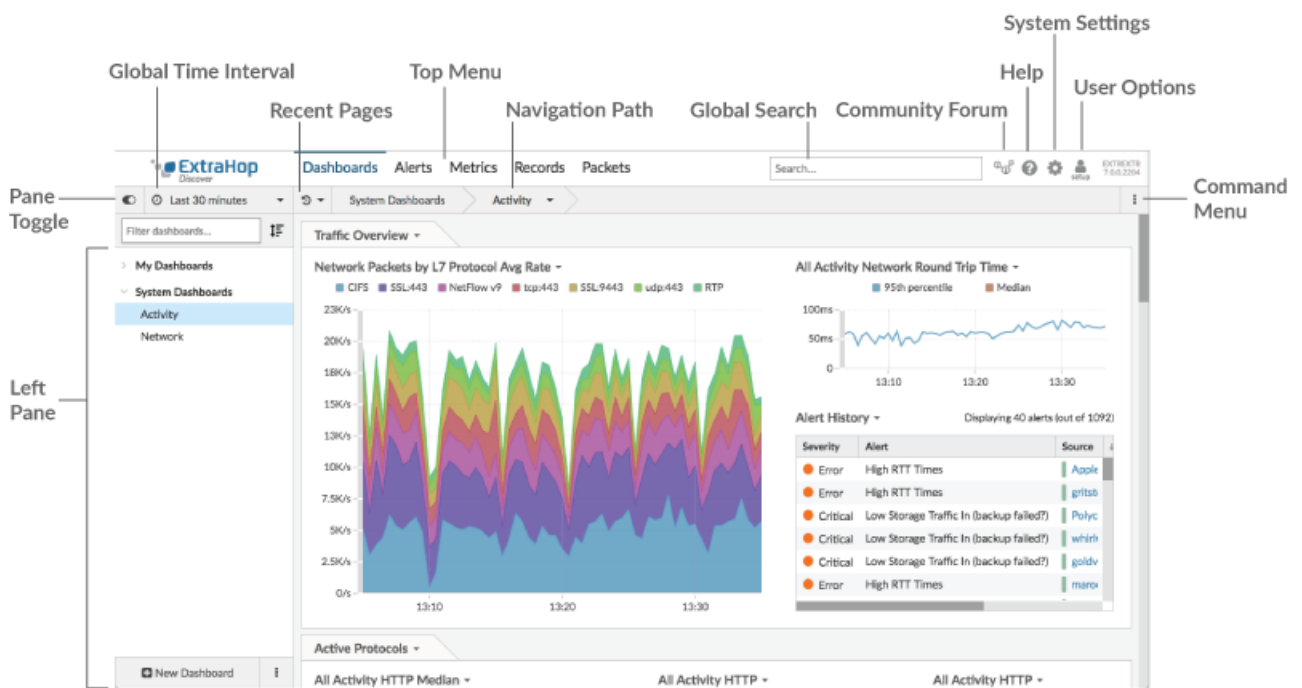 System Settings
Global Time Interval
Top Menu
Help
User Options
Recent Pages
Navigation Path
Global Search
Community Forum
ExtraHop
Discover
Dashboards Alerts Metrics Records Packets
Search...
setup
EXTREXTR
7.0.0.2204
Pane
Toggle
Last 30 minutes
System Dashboards
Activity
Command
Menu
Filter dashboards...
Traffic Overview
My Dashboards
System Dashboards
Activity
Network
Left
Pane
Network Packets by L7 Protocol Avg Rate
CIFS SSL:443 NetFlow v9 tcp:443 SSL:9443 udp:443 RTP
23K/s
20K/s
18K/s
15K/s
13K/s
10K/s
7.5K/s
5K/s
2.5K/s
0/s
13:10 13:20 13:30
All Activity Network Round Trip Time
95th percentile Median
100ms
50ms
0
13:10 13:20 13:30
Alert History
Displaying 40 alerts (out of 1092)
Severity Alert Source
Error High RTT Times Apple
Error High RTT Times
Critical Low Storage Traffic In (backup failed?) Polyc
Critical Low Storage Traffic In (backup failed?)
Critical Low Storage Traffic In (backup failed?) goldv
Error High RTT Times
Active Protocols
New Dashboard
All Activity HTTP Median
All Activity HTTP
All Activity HTTP